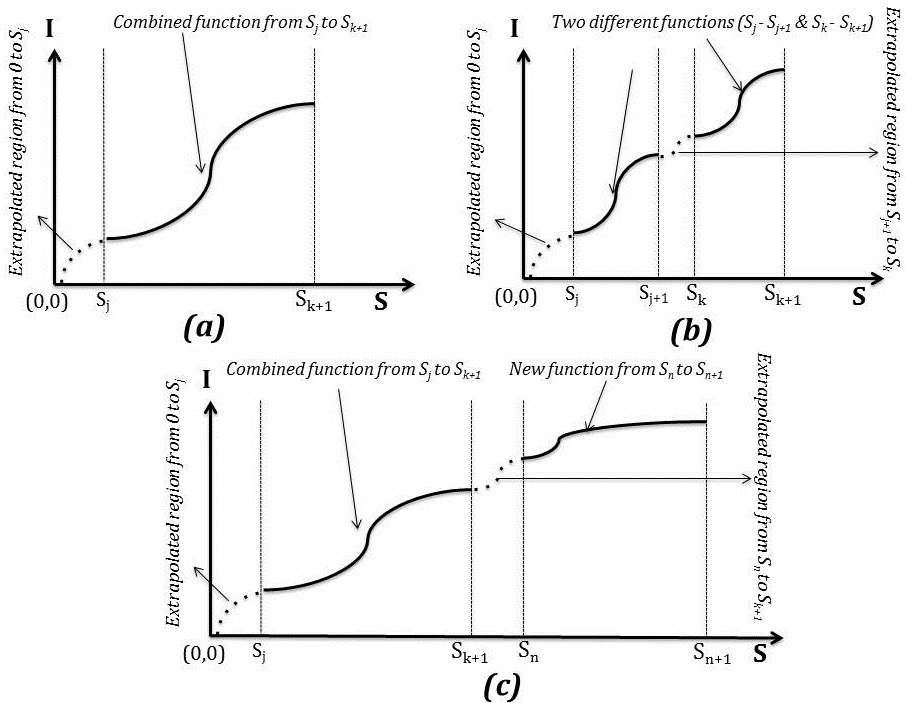 Combined function from Sj to Sk+1
I
Extrapolated region from 0 to Sj
(0,0)
Sj
Sk+1
S
(a)
Two different functions (Sj - Sj+1 & Sk - Sk+1)
I
Extrapolated region from 0 to Sj
Extrapolated region from Sj+1 to Sk
(0,0)
Sj
Sj+1
Sk
Sk+1
S
(b)
Combined function from Sj to Sk+1
New function from Sn to Sn+1
I
Extrapolated region from 0 to Sj
Extrapolated region from Sn to Sk+1
(0,0)
Sj
Sk+1
Sn
Sn+1
S
(c)